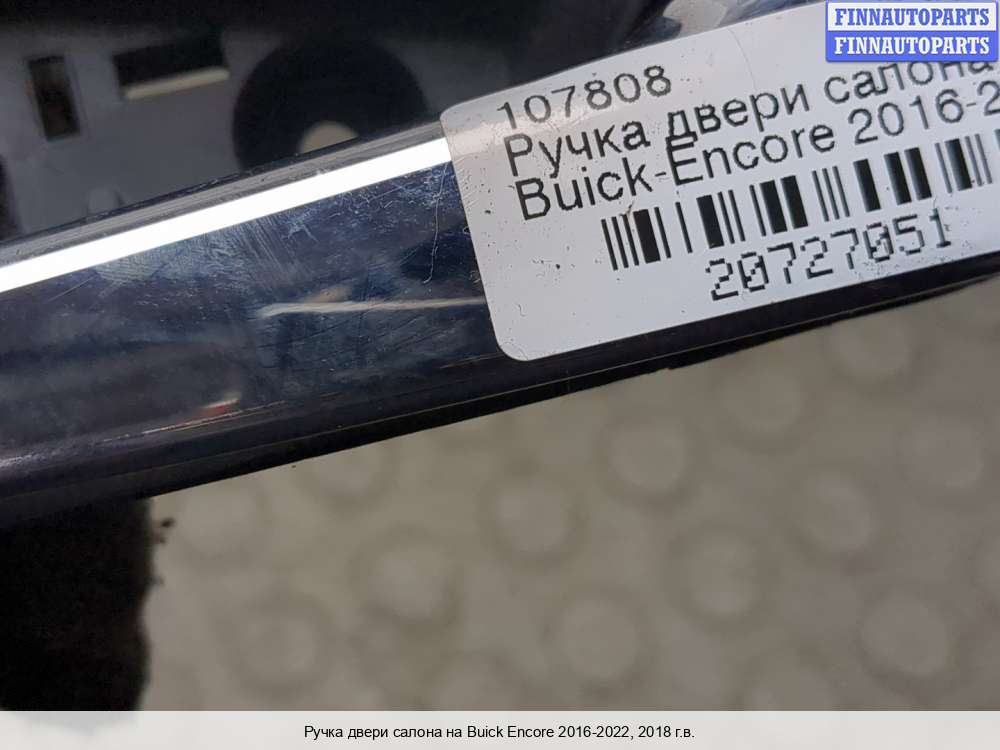 FINNAUTOPARTS
FINNAUTOPARTS
107808
Ручка двери салона
Buick-Encore 2016-2
20727051
Ручка двери салона на Buick Encore 2016-2022, 2018 г.в.